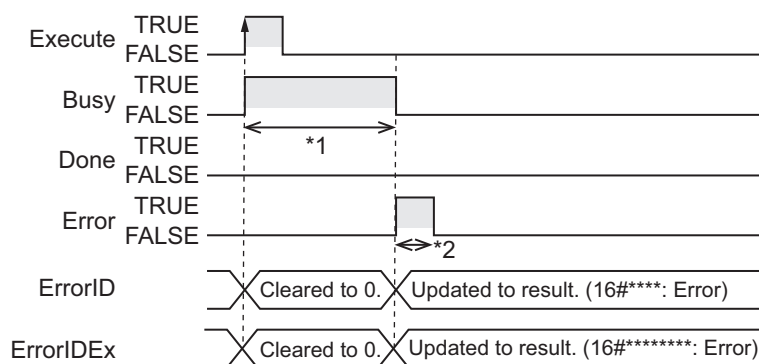 Execute TRUE
FALSE
Busy TRUE
FALSE
*1
Done TRUE
FALSE
Error TRUE
FALSE
*2
ErrorID Cleared to 0. Updated to result. (16#****: Error)
ErrorIDEx Cleared to 0. Updated to result. (16#********: Error)